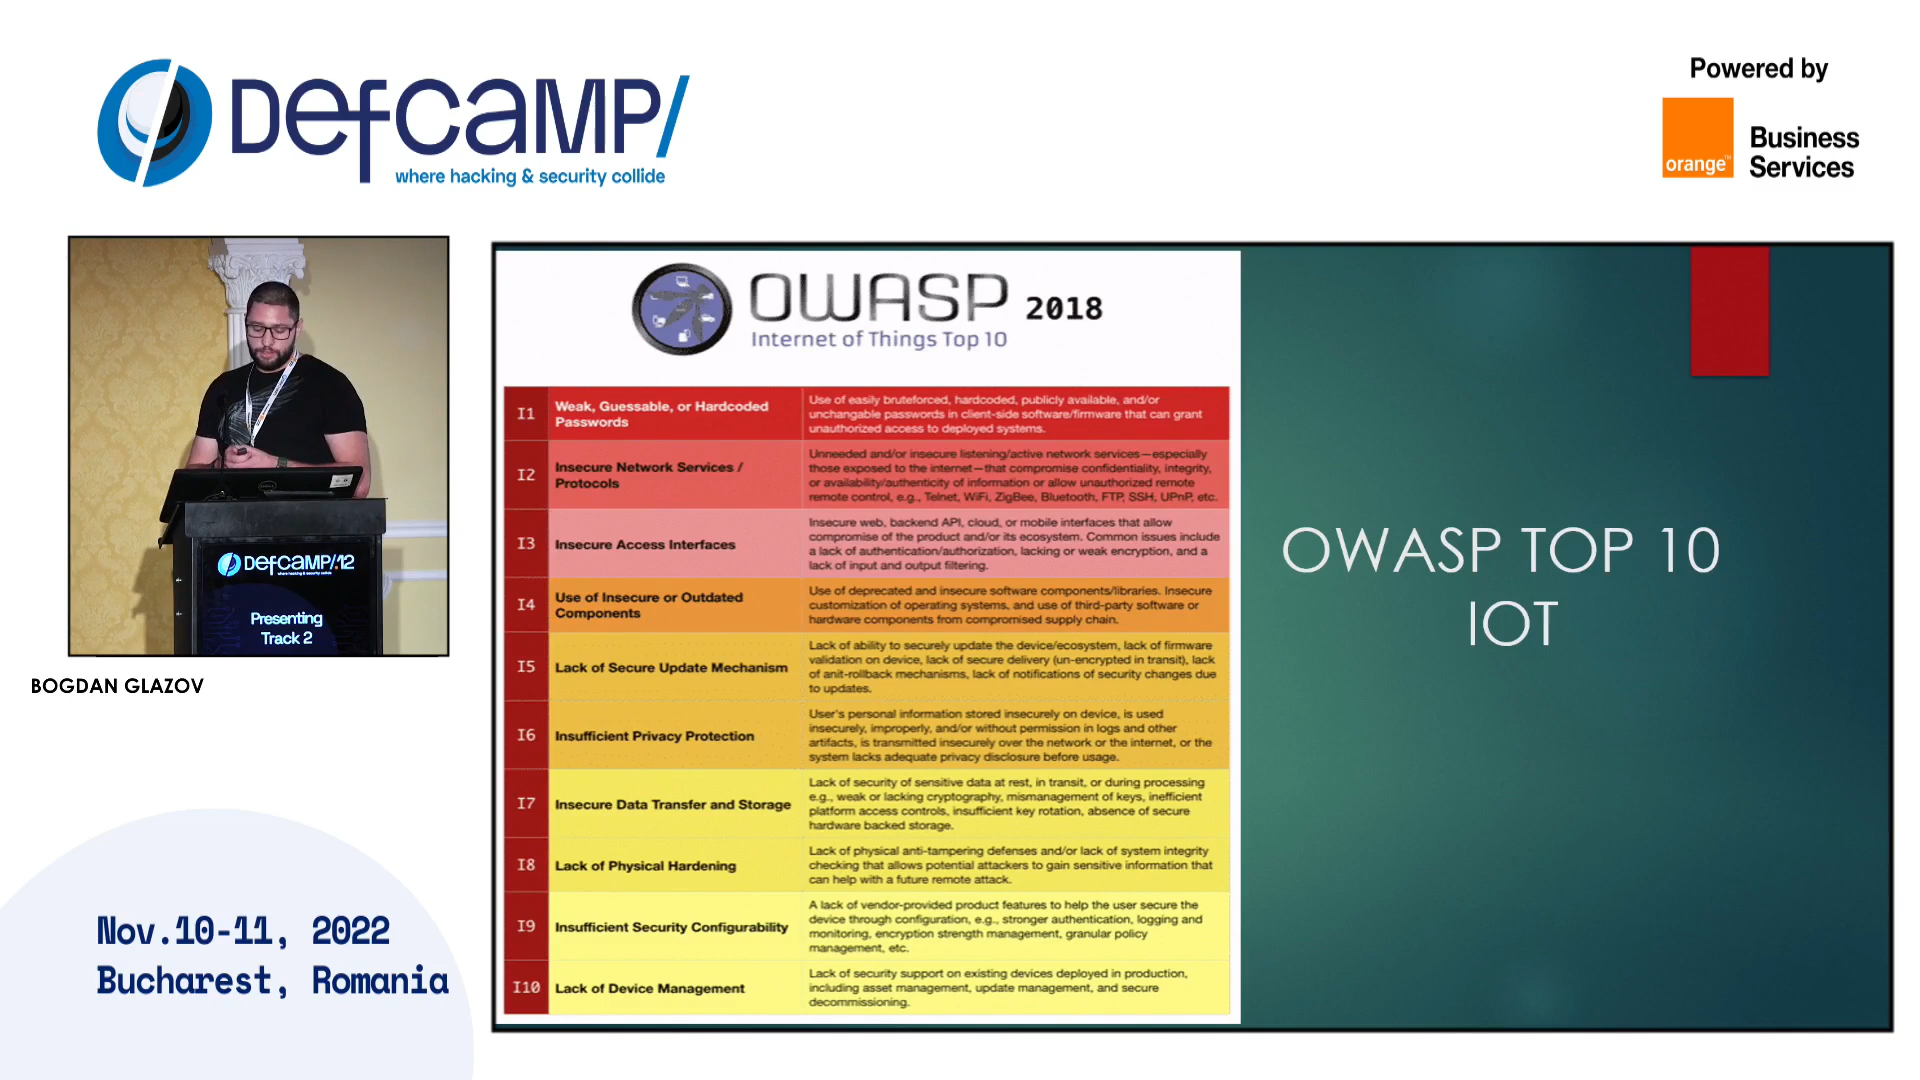 DefCaMP/
where hacking & security collide
Powered by
orange™
Business
Services
DefCaMP/12
where hacking & security collide
Presenting
Track 2
BOGDAN GLAZOV
Nov.10-11, 2022
Bucharest, Romania
OWASP 2018
Internet of Things Top 10
I1
Weak, Guessable, or Hardcoded
Passwords
Use of easily bruteforced, hardcoded, publicly available, and/or
unchangable passwords in client-side software/firmware that can grant
unauthorized access to deployed systems.
I2
Insecure Network Services /
Protocols
Unneeded and/or insecure listening/active network services—especially
those exposed to the internet—that compromise confidentiality, integrity,
or availability/authenticity of information or allow unauthorized remote
remote control, e.g., Telnet, WiFi, ZigBee, Bluetooth, FTP, SSH, UPnP, etc.
I3
Insecure Access Interfaces
Insecure web, backend API, cloud, or mobile interfaces that allow
compromise of the product and/or its ecosystem. Common issues include
a lack of authentication/authorization, lacking or weak encryption, and a
lack of input and output filtering.
I4
Use of Insecure or Outdated
Components
Use of deprecated and insecure software components/libraries. Insecure
customization of operating systems, and use of third-party software or
hardware components from compromised supply chain.
I5
Lack of Secure Update Mechanism
Lack of ability to securely update the device/ecosystem, lack of firmware
validation on device, lack of secure delivery (un-encrypted in transit), lack
of anit-rollback mechanisms, lack of notifications of security changes due
to updates.
I6
Insufficient Privacy Protection
User's personal information stored insecurely on device, is used
insecurely, improperly, and/or without permission in logs and other
artifacts, is transmitted insecurely over the network or the internet, or the
system lacks adequate privacy disclosure before usage.
I7
Insecure Data Transfer and Storage
Lack of security of sensitive data at rest, in transit, or during processing
e.g., weak or lacking cryptography, mismanagement of keys, inefficient
platform access controls, insufficient key rotation, absence of secure
hardware backed storage.
I8
Lack of Physical Hardening
Lack of physical anti-tampering defenses and/or lack of system integrity
checking that allows potential attackers to gain sensitive information that
can help with a future remote attack.
I9
Insufficient Security Configurability
A lack of vendor-provided product features to help the user secure the
device through configuration, e.g., stronger authentication, logging and
monitoring, encryption strength management, granular policy
management, etc.
I10
Lack of Device Management
Lack of security support on existing devices deployed in production,
including asset management, update management, and secure
decommissioning.
OWASP TOP 10
IOT